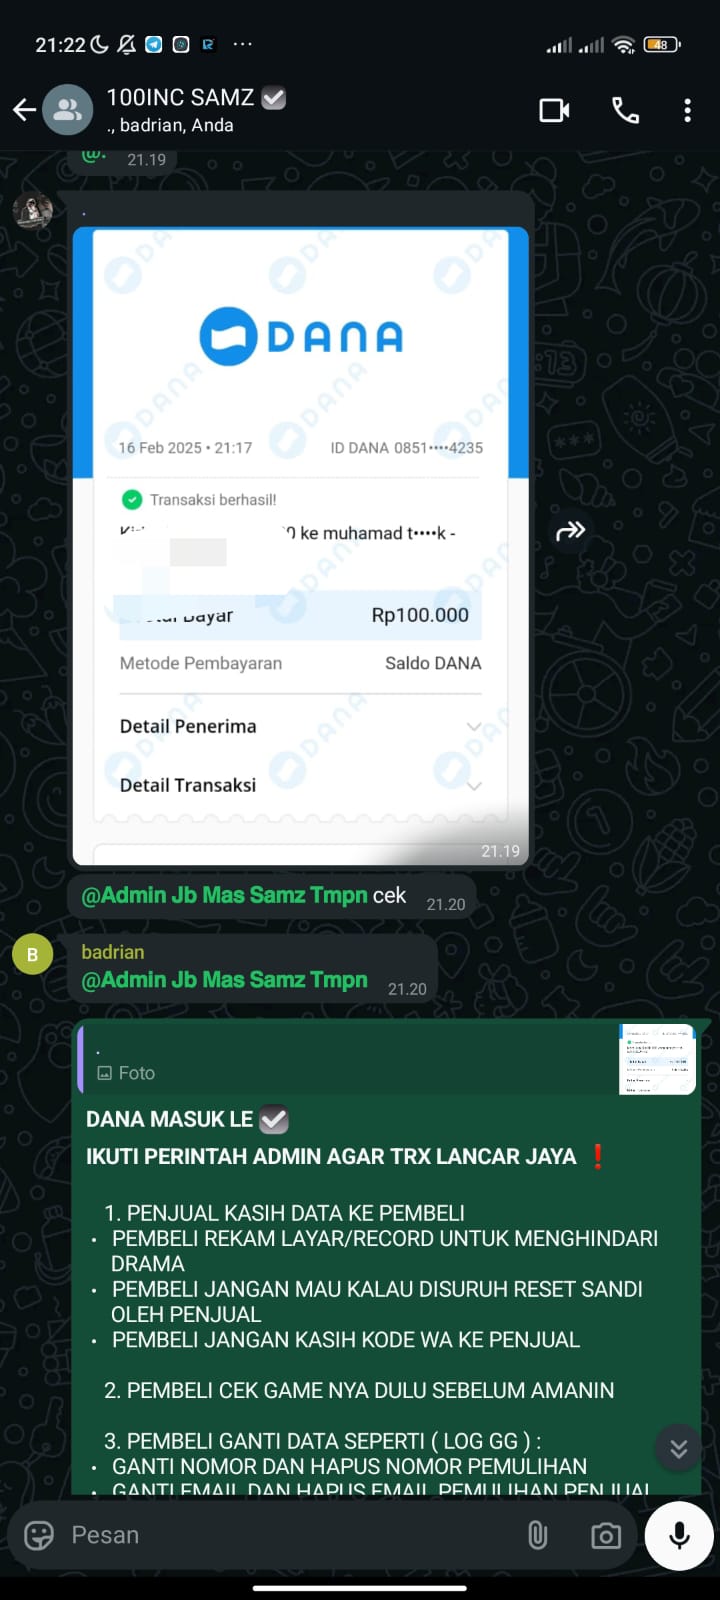 21:22
48
100INC SAMZ
., badrian, Anda
@. 21.19
.
DANA
16 Feb 2025 • 21:17 ID DANA 0851••••4235
Transaksi berhasil!
ke muhamad t••••k -
Bayar Rp100.000
Metode Pembayaran Saldo DANA
Detail Penerima
Detail Transaksi
21.19
@Admin Jb Mas Samz Tmpn cek 21.20
B
badrian
@Admin Jb Mas Samz Tmpn 21.20
.
Foto
DANA MASUK LE ✔
IKUTI PERINTAH ADMIN AGAR TRX LANCAR JAYA ❗
1. PENJUAL KASIH DATA KE PEMBELI
• PEMBELI REKAM LAYAR/RECORD UNTUK MENGHINDARI
DRAMA
• PEMBELI JANGAN MAU KALAU DISURUH RESET SANDI
OLEH PENJUAL
• PEMBELI JANGAN KASIH KODE WA KE PENJUAL
2. PEMBELI CEK GAME NYA DULU SEBELUM AMANIN
3. PEMBELI GANTI DATA SEPERTI ( LOG GG ) :
• GANTI NOMOR DAN HAPUS NOMOR PEMULIHAN
• GANTI EMAIL DAN HAPUS EMAIL PEMULIHAN PENJUAL
Pesan